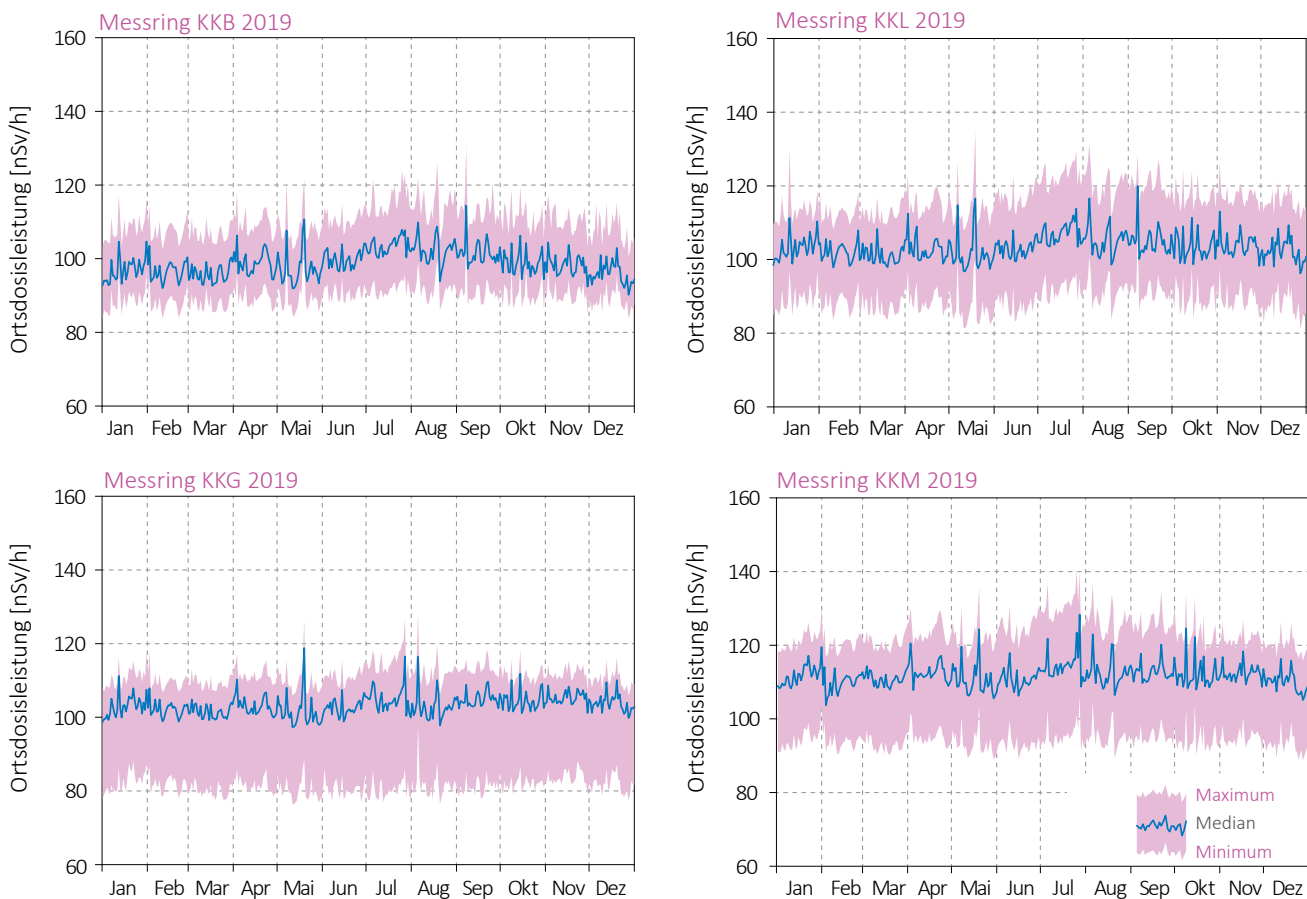 Messring KKB 2019
160
140
120
100
80
60
Ortsdosisleistung [nSv/h]
Jan Feb Mar Apr Mai Jun Jul Aug Sep Okt Nov Dez
Messring KKL 2019
160
140
120
100
80
60
Ortsdosisleistung [nSv/h]
Jan Feb Mar Apr Mai Jun Jul Aug Sep Okt Nov Dez
Messring KKG 2019
160
140
120
100
80
60
Ortsdosisleistung [nSv/h]
Jan Feb Mar Apr Mai Jun Jul Aug Sep Okt Nov Dez
Messring KKM 2019
160
140
120
100
80
60
Ortsdosisleistung [nSv/h]
Jan Feb Mar Apr Mai Jun Jul Aug Sep Okt Nov Dez
Maximum
Median
Minimum